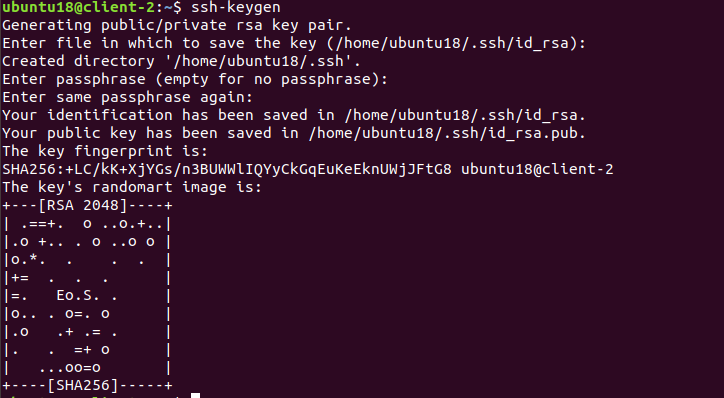 ubuntu18@client-2:~$ ssh-keygen
Generating public/private rsa key pair.
Enter file in which to save the key (/home/ubuntu18/.ssh/id_rsa):
Created directory '/home/ubuntu18/.ssh'.
Enter passphrase (empty for no passphrase):
Enter same passphrase again:
Your identification has been saved in /home/ubuntu18/.ssh/id_rsa.
Your public key has been saved in /home/ubuntu18/.ssh/id_rsa.pub.
The key fingerprint is:
SHA256:+LC/kK+XjYGs/n3BUWWlIQYyCkGqEuKeEknUWjJFtG8 ubuntu18@client-2
The key's randomart image is:
+---[RSA 2048]----+
| .==+.  o ..o.+..|
|.o +.. . o ..o o |
|o.*.  .    .  .  |
|+=  .  .  .      |
|=.   Eo.S. .     |
|o.. . o=. o      |
|.o   .+ .= .     |
|.   .  =+ o      |
|   ...oo=o       |
+----[SHA256]-----+